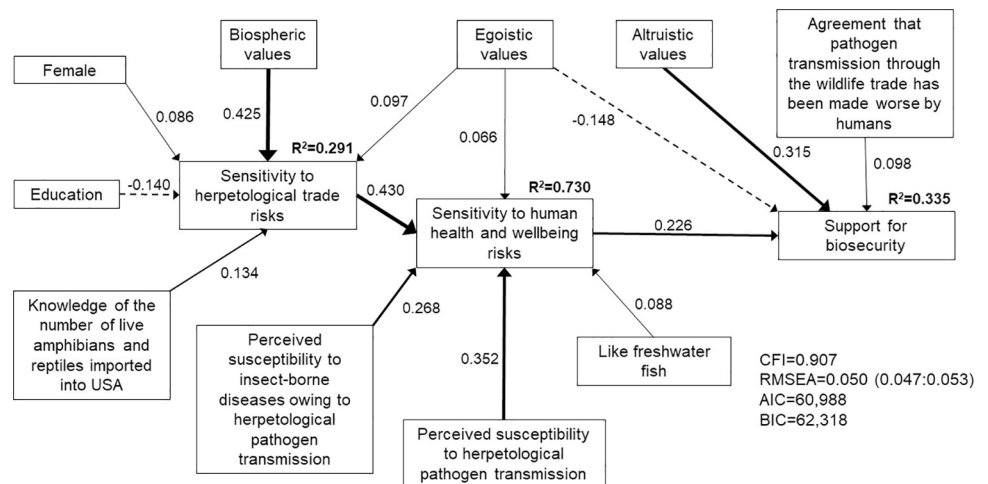 Biospheric
values
Egoistic
values
Altruistic
values
Agreement that
pathogen
transmission through
the wildlife trade has
been made worse by
humans
Female
0.086
0.425
0.097
0.066
-0.148
0.315
0.098
R²=0.291
Education
-0.140
Sensitivity to
herpetological trade
risks
0.430
R²=0.730
Sensitivity to human
health and wellbeing
risks
0.226
R²=0.335
Support for
biosecurity
0.134
Knowledge of the
number of live
amphibians and
reptiles imported
into USA
0.268
Perceived
susceptibility to
insect-borne
diseases owing to
herpetological
pathogen
transmission
0.352
Perceived susceptibility
to herpetological
pathogen transmission
0.088
Like freshwater
fish
CFI=0.907
RMSEA=0.050 (0.047:0.053)
AIC=60,988
BIC=62,318